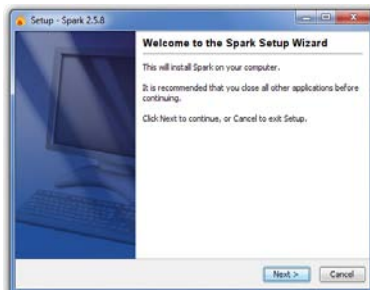 Setup - Spark 2.5.8
Welcome to the Spark Setup Wizard
This will install Spark on your computer.
It is recommended that you close all other applications before
continuing.
Click Next to continue, or Cancel to exit Setup.
Next >
Cancel